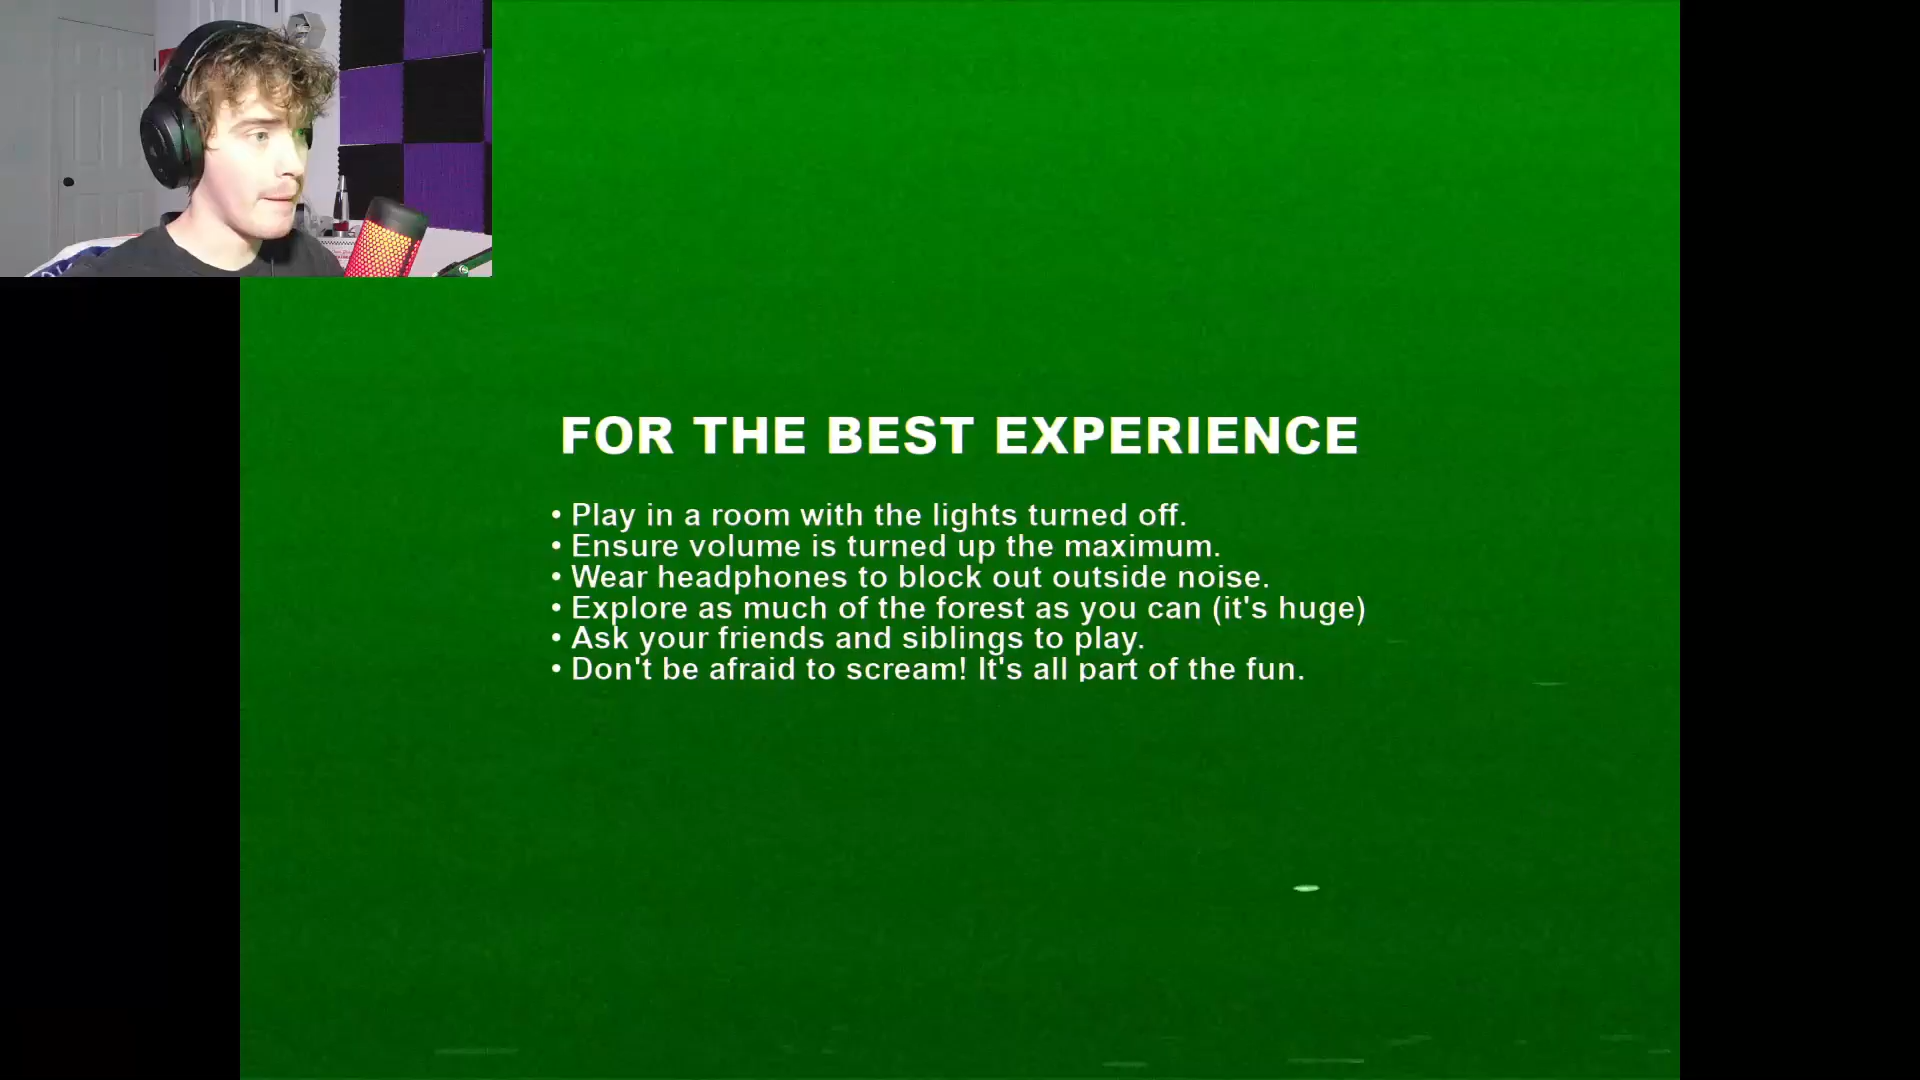 FOR THE BEST EXPERIENCE
• Play in a room with the lights turned off.
• Ensure volume is turned up the maximum.
• Wear headphones to block out outside noise.
• Explore as much of the forest as you can (it's huge)
• Ask your friends and siblings to play.
• Don't be afraid to scream! It's all part of the fun.